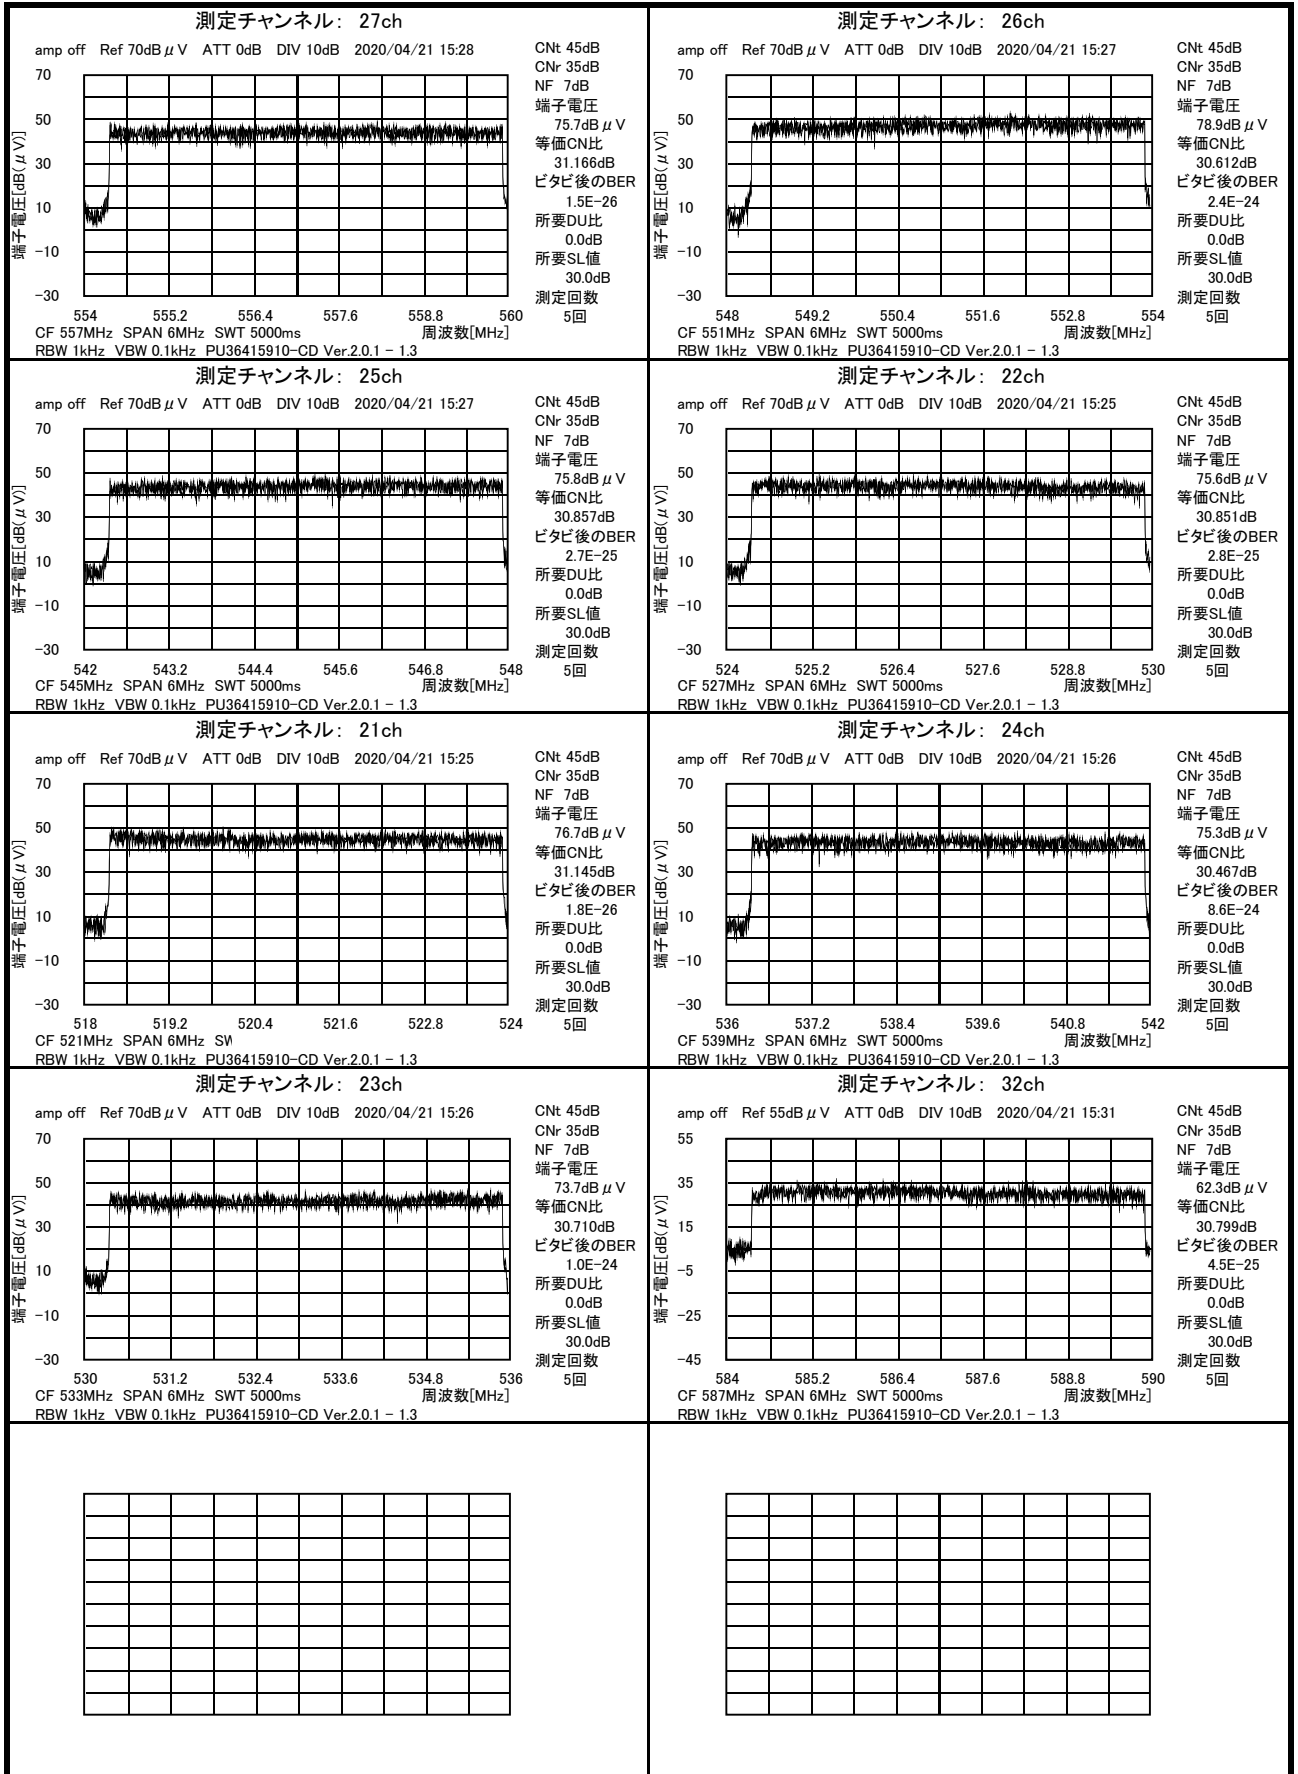 測定チャンネル： 27ch
amp off Ref 70dBμV ATT 0dB DIV 10dB 2020/04/21 15:28
CNt 45dB
CNr 35dB
NF 7dB
端子電圧
75.7dBμV
等価CN比
31.166dB
ビタビ後のBER
1.5E-26
所要DU比
0.0dB
所要SL値
30.0dB
測定回数
5回
端子電圧[dB(μV)]
70
50
30
10
-10
-30
554 555.2 556.4 557.6 558.8 560
CF 557MHz SPAN 6MHz SWT 5000ms 周波数[MHz]
RBW 1kHz VBW 0.1kHz PU36415910-CD Ver.2.0.1 - 1.3
測定チャンネル： 26ch
amp off Ref 70dBμV ATT 0dB DIV 10dB 2020/04/21 15:27
CNt 45dB
CNr 35dB
NF 7dB
端子電圧
78.9dBμV
等価CN比
30.612dB
ビタビ後のBER
2.4E-24
所要DU比
0.0dB
所要SL値
30.0dB
測定回数
5回
端子電圧[dB(μV)]
70
50
30
10
-10
-30
548 549.2 550.4 551.6 552.8 554
CF 551MHz SPAN 6MHz SWT 5000ms 周波数[MHz]
RBW 1kHz VBW 0.1kHz PU36415910-CD Ver.2.0.1 - 1.3
測定チャンネル： 25ch
amp off Ref 70dBμV ATT 0dB DIV 10dB 2020/04/21 15:27
CNt 45dB
CNr 35dB
NF 7dB
端子電圧
75.8dBμV
等価CN比
30.857dB
ビタビ後のBER
2.7E-25
所要DU比
0.0dB
所要SL値
30.0dB
測定回数
5回
端子電圧[dB(μV)]
70
50
30
10
-10
-30
542 543.2 544.4 545.6 546.8 548
CF 545MHz SPAN 6MHz SWT 5000ms 周波数[MHz]
RBW 1kHz VBW 0.1kHz PU36415910-CD Ver.2.0.1 - 1.3
測定チャンネル： 22ch
amp off Ref 70dBμV ATT 0dB DIV 10dB 2020/04/21 15:25
CNt 45dB
CNr 35dB
NF 7dB
端子電圧
75.6dBμV
等価CN比
30.851dB
ビタビ後のBER
2.8E-25
所要DU比
0.0dB
所要SL値
30.0dB
測定回数
5回
端子電圧[dB(μV)]
70
50
30
10
-10
-30
524 525.2 526.4 527.6 528.8 530
CF 527MHz SPAN 6MHz SWT 5000ms 周波数[MHz]
RBW 1kHz VBW 0.1kHz PU36415910-CD Ver.2.0.1 - 1.3
測定チャンネル： 21ch
amp off Ref 70dBμV ATT 0dB DIV 10dB 2020/04/21 15:25
CNt 45dB
CNr 35dB
NF 7dB
端子電圧
76.7dBμV
等価CN比
31.145dB
ビタビ後のBER
1.8E-26
所要DU比
0.0dB
所要SL値
30.0dB
測定回数
5回
端子電圧[dB(μV)]
70
50
30
10
-10
-30
518 519.2 520.4 521.6 522.8 524
CF 521MHz SPAN 6MHz SW
RBW 1kHz VBW 0.1kHz PU36415910-CD Ver.2.0.1 - 1.3
測定チャンネル： 24ch
amp off Ref 70dBμV ATT 0dB DIV 10dB 2020/04/21 15:26
CNt 45dB
CNr 35dB
NF 7dB
端子電圧
75.3dBμV
等価CN比
30.467dB
ビタビ後のBER
8.6E-24
所要DU比
0.0dB
所要SL値
30.0dB
測定回数
5回
端子電圧[dB(μV)]
70
50
30
10
-10
-30
536 537.2 538.4 539.6 540.8 542
CF 539MHz SPAN 6MHz SWT 5000ms 周波数[MHz]
RBW 1kHz VBW 0.1kHz PU36415910-CD Ver.2.0.1 - 1.3
測定チャンネル： 23ch
amp off Ref 70dBμV ATT 0dB DIV 10dB 2020/04/21 15:26
CNt 45dB
CNr 35dB
NF 7dB
端子電圧
73.7dBμV
等価CN比
30.710dB
ビタビ後のBER
1.0E-24
所要DU比
0.0dB
所要SL値
30.0dB
測定回数
5回
端子電圧[dB(μV)]
70
50
30
10
-10
-30
530 531.2 532.4 533.6 534.8 536
CF 533MHz SPAN 6MHz SWT 5000ms 周波数[MHz]
RBW 1kHz VBW 0.1kHz PU36415910-CD Ver.2.0.1 - 1.3
測定チャンネル： 32ch
amp off Ref 55dBμV ATT 0dB DIV 10dB 2020/04/21 15:31
CNt 45dB
CNr 35dB
NF 7dB
端子電圧
62.3dBμV
等価CN比
30.799dB
ビタビ後のBER
4.5E-25
所要DU比
0.0dB
所要SL値
30.0dB
測定回数
5回
端子電圧[dB(μV)]
55
35
15
-5
-25
-45
584 585.2 586.4 587.6 588.8 590
CF 587MHz SPAN 6MHz SWT 5000ms 周波数[MHz]
RBW 1kHz VBW 0.1kHz PU36415910-CD Ver.2.0.1 - 1.3